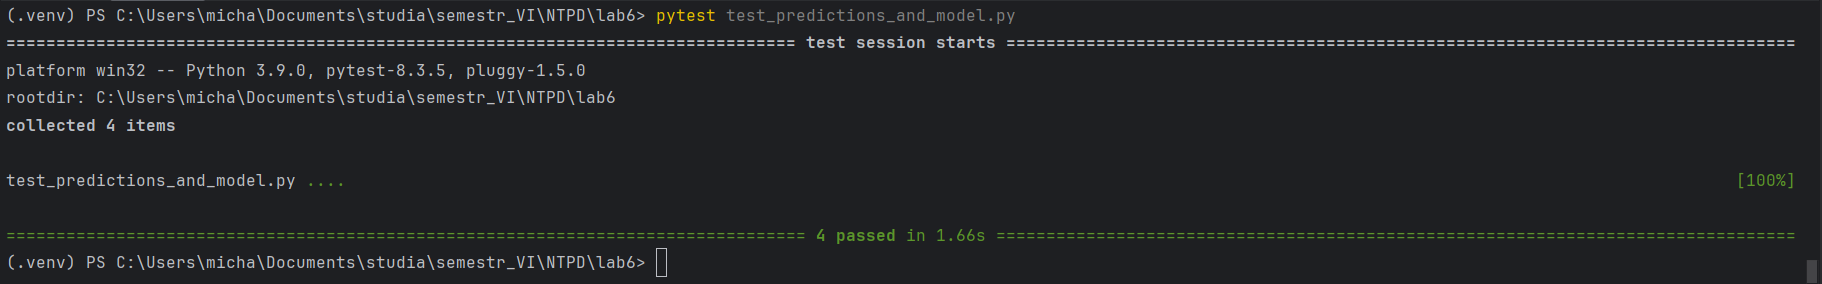 (.venv) PS C:\Users\micha\Documents\studia\semestr_VI\NTPD\lab6> pytest test_predictions_and_model.py
=============================================================================== test session starts ===============================================================================
platform win32 -- Python 3.9.0, pytest-8.3.5, pluggy-1.5.0
rootdir: C:\Users\micha\Documents\studia\semestr_VI\NTPD\lab6
collected 4 items
test_predictions_and_model.py .... [100%]
================================================================================ 4 passed in 1.66s ================================================================================
(.venv) PS C:\Users\micha\Documents\studia\semestr_VI\NTPD\lab6>